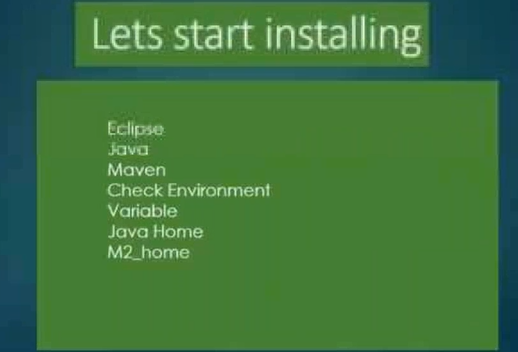 Lets start installing
Eclipse
Java
Maven
Check Environment
Variable
Java Home
M2_home